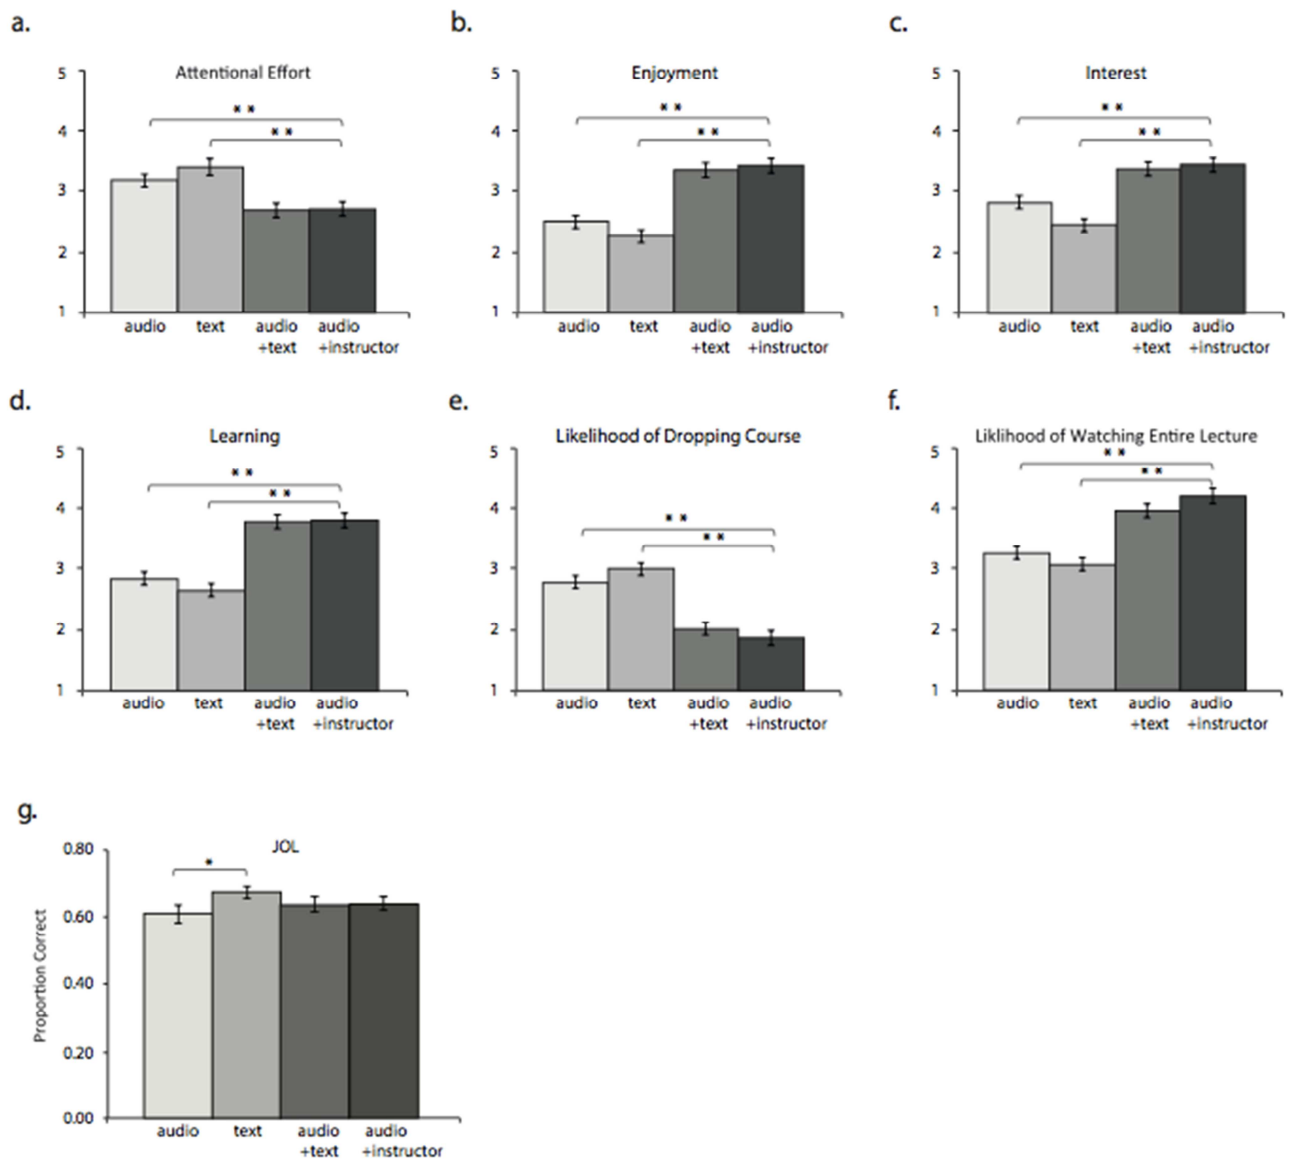 a.
Attentional Effort
5
4
3
2
1
* *
* *
audio text audio audio
+text +instructor
b.
Enjoyment
5
4
3
2
1
* *
* *
audio text audio audio
+text +instructor
c.
Interest
5
4
3
2
1
* *
* *
audio text audio audio
+text +instructor
d.
Learning
5
4
3
2
1
* *
* *
audio text audio audio
+text +instructor
e.
Likelihood of Dropping Course
5
4
3
2
1
* *
* *
audio text audio audio
+text +instructor
f.
Liklihood of Watching Entire Lecture
5
4
3
2
1
* *
* *
audio text audio audio
+text +instructor
g.
JOL
Proportion Correct
0.80
0.60
0.40
0.20
0.00
*
audio text audio audio
+text +instructor